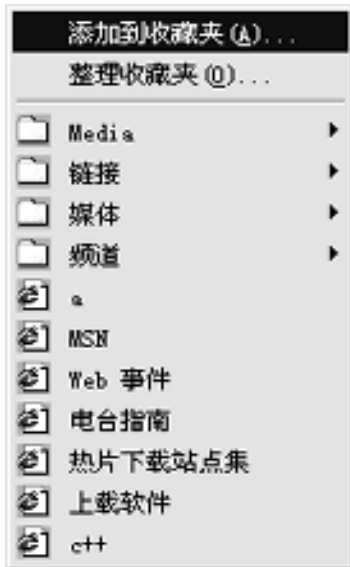 添加到收藏夹(A)...
整理收藏夹(O)...
Media
链接
媒体
频道
a
MSN
Web 事件
电台指南
热片下载站点集
上载软件
c++